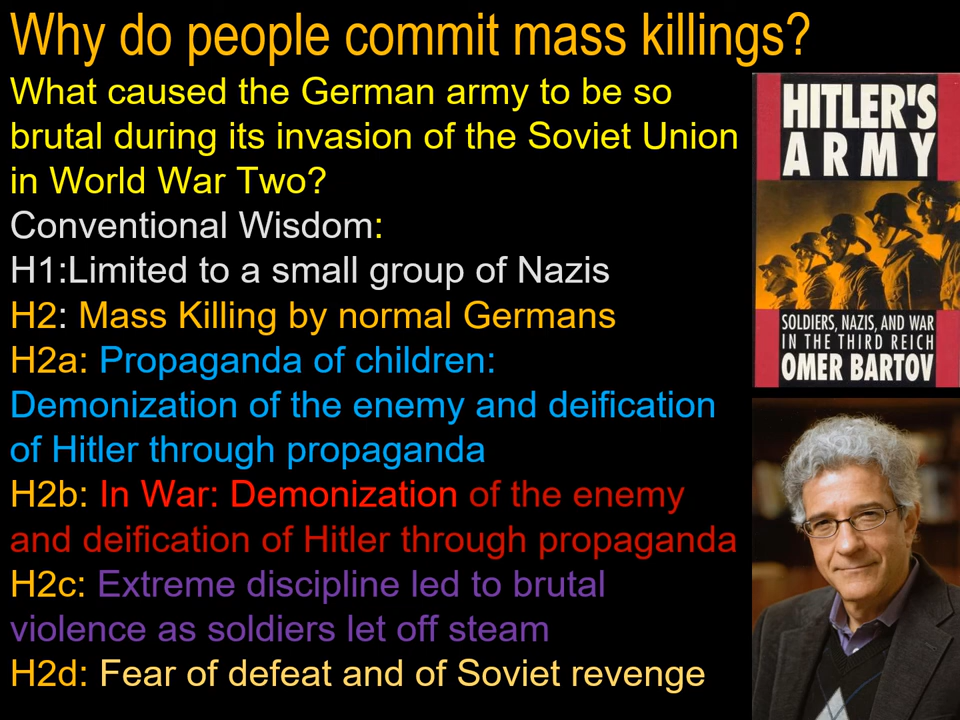 Why do people commit mass killings?
What caused the German army to be so
brutal during its invasion of the Soviet Union
in World War Two?
Conventional Wisdom:
H1:Limited to a small group of Nazis
H2: Mass Killing by normal Germans
H2a: Propaganda of children:
Demonization of the enemy and deification
of Hitler through propaganda
H2b: In War: Demonization of the enemy
and deification of Hitler through propaganda
H2c: Extreme discipline led to brutal
violence as soldiers let off steam
H2d: Fear of defeat and of Soviet revenge
HITLER'S
ARMY
SOLDIERS, NAZIS, AND WAR
IN THE THIRD REICH
OMER BARTOV